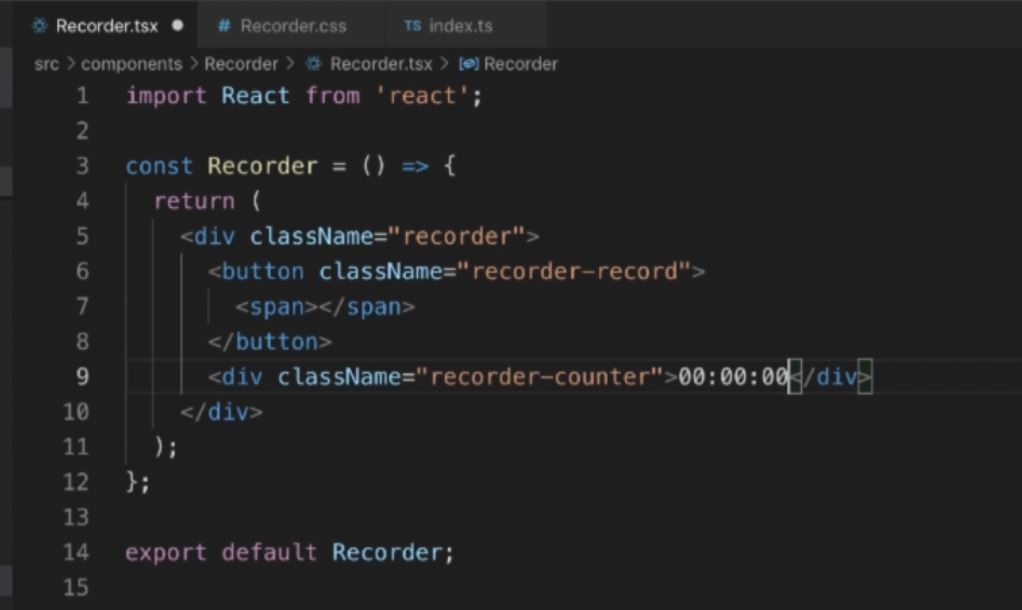 Recorder.tsx ● # Recorder.css TS index.ts
src > components > Recorder > Recorder.tsx > Recorder
1 import React from 'react';
2
3 const Recorder = () => {
4   return (
5     <div className="recorder">
6       <button className="recorder-record">
7         <span></span>
8       </button>
9       <div className="recorder-counter">00:00:00</div>
10     </div>
11   );
12 };
13
14 export default Recorder;
15